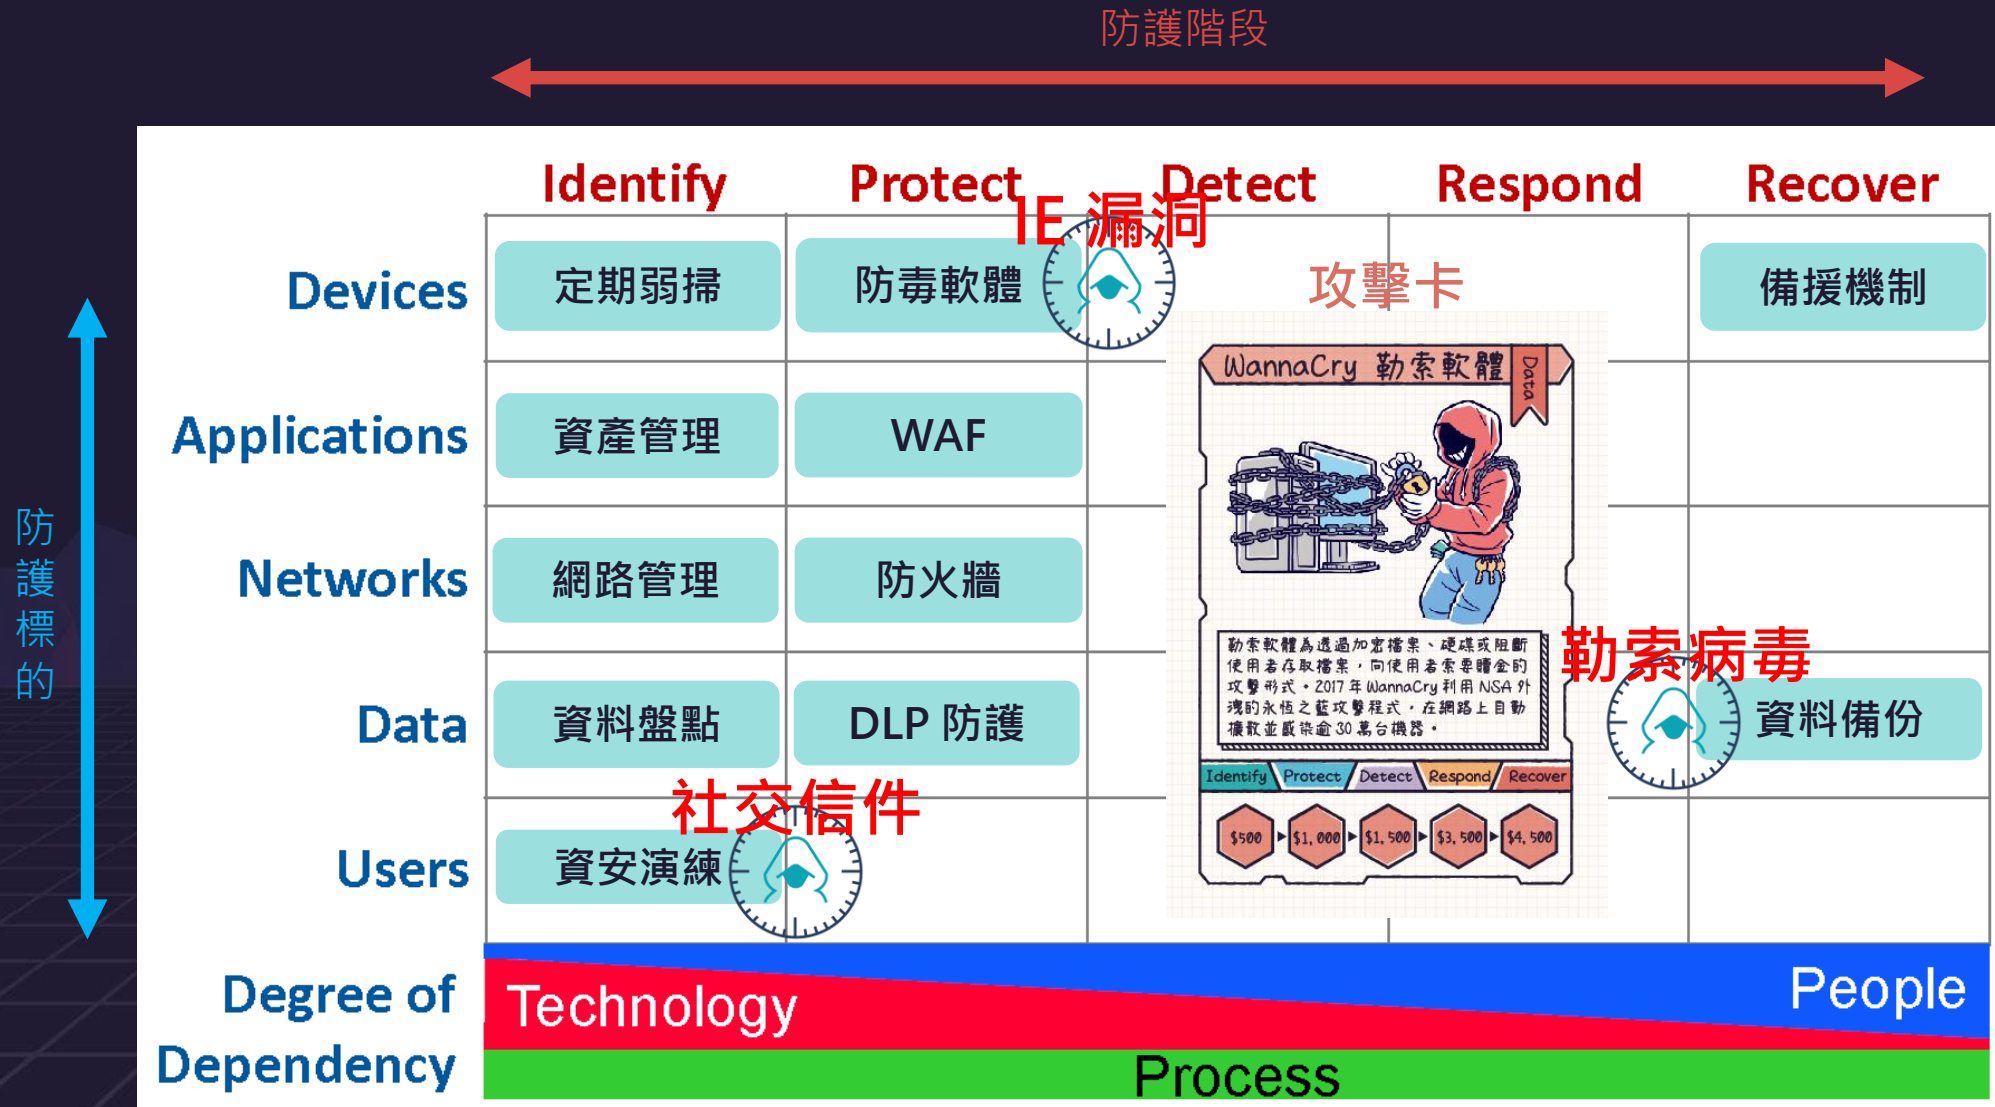 防護階段
Identify Protect Detect Respond Recover
IE 漏洞
Devices 定期弱掃 防毒軟體 攻擊卡 備援機制
WannaCry 勒索軟體 Data
Applications 資產管理 WAF
防護標的
Networks 網路管理 防火牆
勒索軟體為透過加密檔案、硬碟或阻斷
使用者存取檔案,向使用者索要贖金的
攻擊形式。2017 年 WannaCry 利用 NSA 外
洩的永恆之藍攻擊程式,在網路上自動
擴散並感染逾 30 萬台機器。
勒索病毒
Data 資料盤點 DLP 防護 資料備份
Identify Protect Detect Respond Recover
$500 $1,000 $1,500 $3,500 $4,500
社交信件
Users 資安演練
Degree of
Dependency
Technology
People
Process